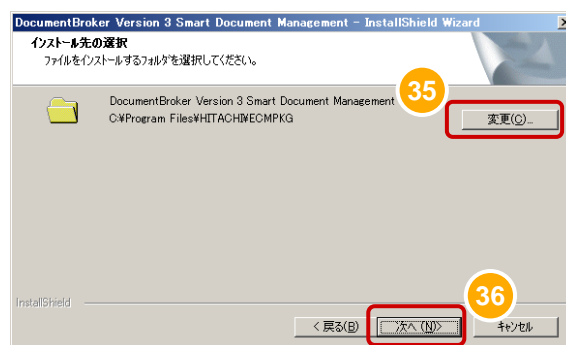 DocumentBroker Version 3 Smart Document Management - InstallShield Wizard
インストール先の選択
ファイルをインストールするフォルダを選択してください。
35
DocumentBroker Version 3 Smart Document Management
C:¥Program Files¥HITACHI¥ECMPKG
変更(C)...
36
InstallShield
< 戻る(B)
次へ (N)>
キャンセル